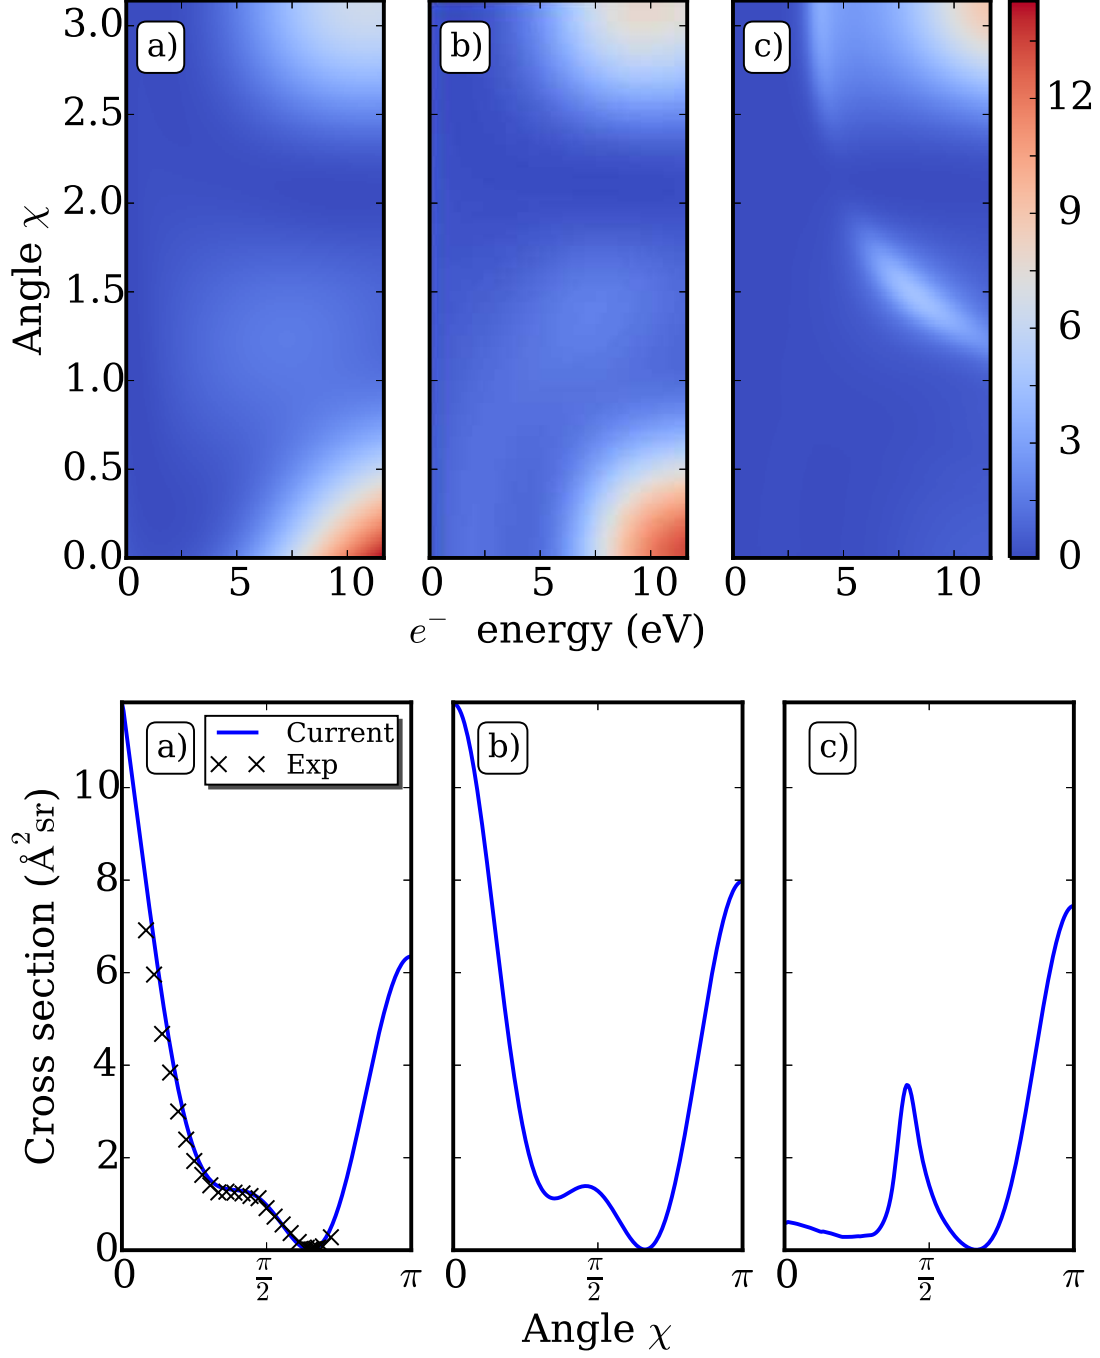 a)
b)
c)
3.0
2.5
2.0
1.5
1.0
0.5
0.0
Angle χ
12
9
6
3
0
0 5 10
0 5 10
0 5 10
e⁻ energy (eV)
a)
Current
Exp
b)
c)
10
8
6
4
2
0
Cross section (Å²sr)
0 π/2 π
0 π/2 π
0 π/2 π
Angle χ